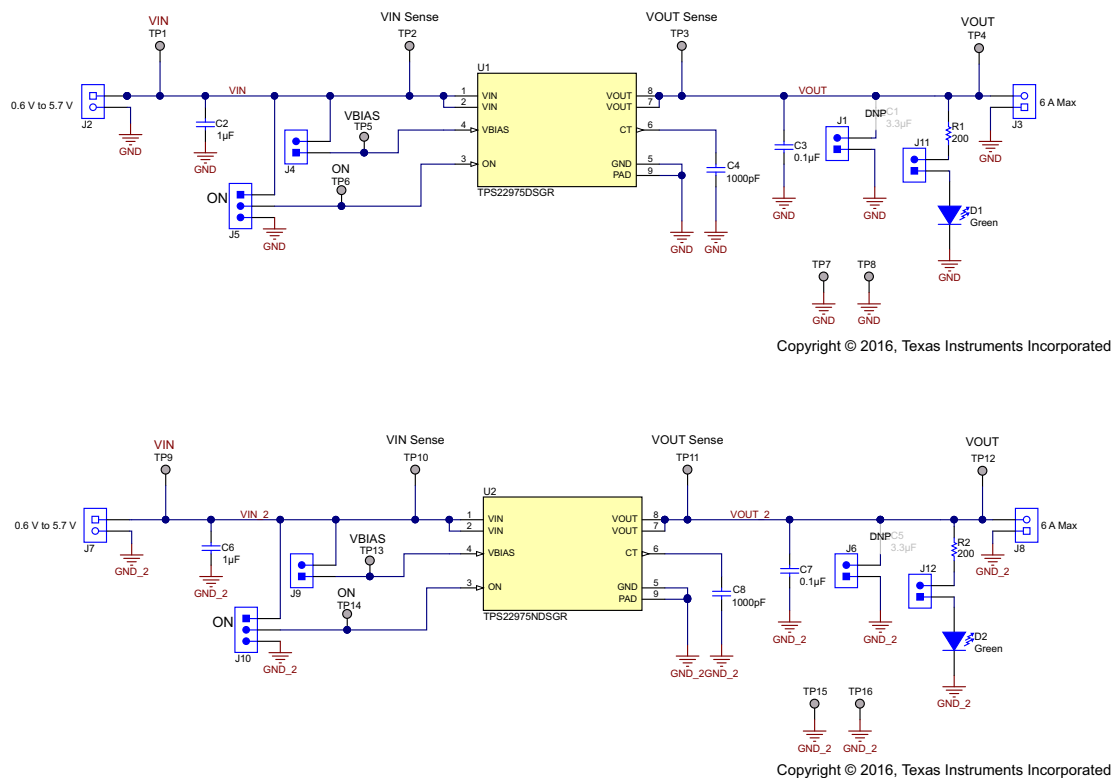 VIN
TP1
VIN Sense
TP2
VOUT Sense
TP3
VOUT
TP4
U1
0.6 V to 5.7 V
J2
GND
VIN
C2
1µF
GND
J4
VBIAS
TP5
ON
TP6
ON
J5
GND
1
VIN
2
VIN
4
VBIAS
3
ON
VOUT
8
VOUT
7
CT
6
GND
5
PAD
9
TPS22975DSGR
C4
1000pF
GND
GND
VOUT
C3
0.1µF
GND
DNP
C1
3.3µF
J1
GND
R1
200
J11
D1
Green
GND
6 A Max
J3
GND
TP7
GND
TP8
GND
Copyright © 2016, Texas Instruments Incorporated
VIN
TP9
VIN Sense
TP10
VOUT Sense
TP11
VOUT
TP12
U2
0.6 V to 5.7 V
J7
GND_2
VIN_2
C6
1µF
GND_2
J9
VBIAS
TP13
ON
TP14
ON
J10
GND_2
1
VIN
2
VIN
4
VBIAS
3
ON
VOUT
8
VOUT
7
CT
6
GND
5
PAD
9
TPS22975NDSGR
C8
1000pF
GND_2
GND_2
VOUT_2
C7
0.1µF
GND_2
DNP
C5
3.3µF
J6
GND_2
R2
200
J12
D2
Green
GND_2
6 A Max
J8
GND_2
TP15
GND_2
TP16
GND_2
Copyright © 2016, Texas Instruments Incorporated